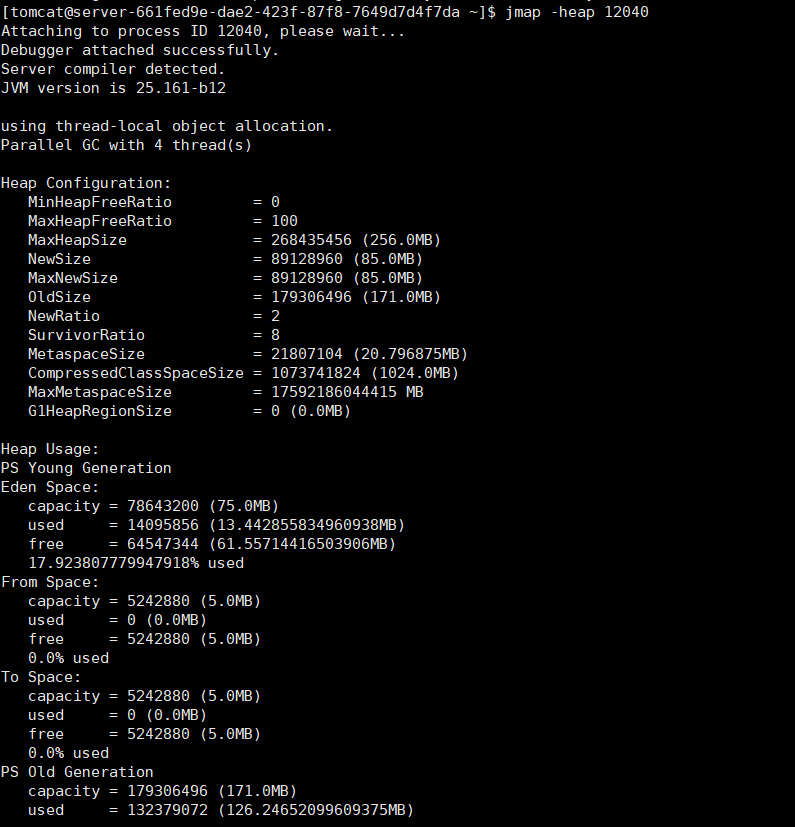 [tomcat@server-661fed9e-dae2-423f-87f8-7649d7d4f7da ~]$ jmap -heap 12040
Attaching to process ID 12040, please wait...
Debugger attached successfully.
Server compiler detected.
JVM version is 25.161-b12

using thread-local object allocation.
Parallel GC with 4 thread(s)

Heap Configuration:
   MinHeapFreeRatio         = 0
   MaxHeapFreeRatio         = 100
   MaxHeapSize              = 268435456 (256.0MB)
   NewSize                  = 89128960 (85.0MB)
   MaxNewSize               = 89128960 (85.0MB)
   OldSize                  = 179306496 (171.0MB)
   NewRatio                 = 2
   SurvivorRatio            = 8
   MetaspaceSize            = 21807104 (20.796875MB)
   CompressedClassSpaceSize = 1073741824 (1024.0MB)
   MaxMetaspaceSize         = 17592186044415 MB
   G1HeapRegionSize         = 0 (0.0MB)

Heap Usage:
PS Young Generation
Eden Space:
   capacity = 78643200 (75.0MB)
   used     = 14095856 (13.442855834960938MB)
   free     = 64547344 (61.55714416503906MB)
   17.923807779947918% used
From Space:
   capacity = 5242880 (5.0MB)
   used     = 0 (0.0MB)
   free     = 5242880 (5.0MB)
   0.0% used
To Space:
   capacity = 5242880 (5.0MB)
   used     = 0 (0.0MB)
   free     = 5242880 (5.0MB)
   0.0% used
PS Old Generation
   capacity = 179306496 (171.0MB)
   used     = 132379072 (126.24652099609375MB)